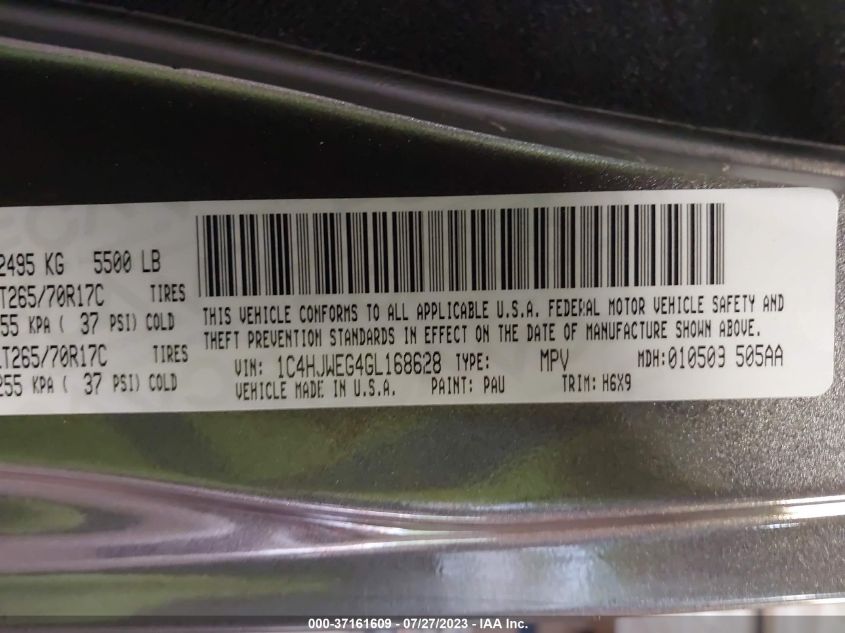 2495 KG 5500 LB
T265/70R17C TIRES
255 KPA ( 37 PSI) COLD
LT265/70R17C TIRES
255 KPA ( 37 PSI) COLD
THIS VEHICLE CONFORMS TO ALL APPLICABLE U.S.A. FEDERAL MOTOR VEHICLE SAFETY AND
THEFT PREVENTION STANDARDS IN EFFECT ON THE DATE OF MANUFACTURE SHOWN ABOVE.
VIN: 1C4HJWEG4GL168628 TYPE: MPV MDH:010503 505AA
VEHICLE MADE IN U.S.A. PAINT: PAU TRIM: H6X9
000-37161609 / 07/27/2023 - IAA Inc.